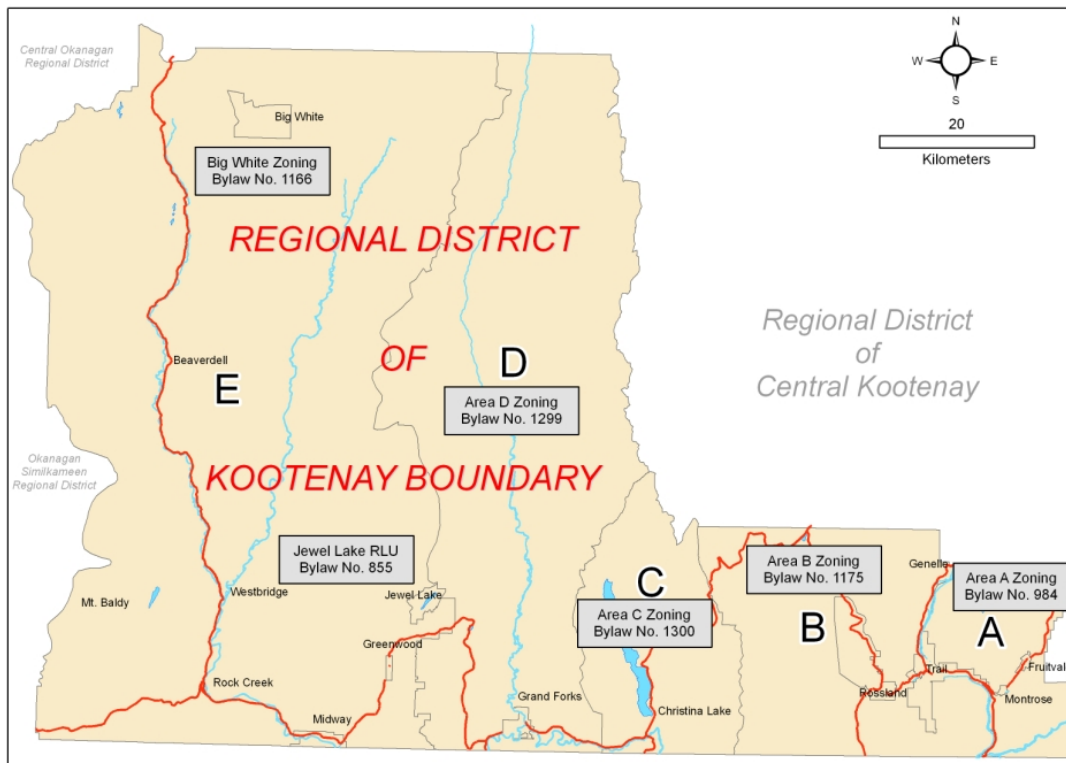 Central Okanagan
Regional District
N
W
E
S
20
Kilometers
Big White
Big White Zoning
Bylaw No. 1166
REGIONAL DISTRICT
OF
KOOTENAY BOUNDARY
Regional District
of
Central Kootenay
Beaverdell
E
D
Area D Zoning
Bylaw No. 1299
Okanagan
Similkameen
Regional District
Jewel Lake RLU
Bylaw No. 855
Mt. Baldy
Westbridge
Jewel Lake
Greenwood
Rock Creek
Midway
Grand Forks
C
Area C Zoning
Bylaw No. 1300
Christina Lake
Area B Zoning
Bylaw No. 1175
B
Genelle
Area A Zoning
Bylaw No. 984
A
Rossland
Trail
Fruitval
Montrose